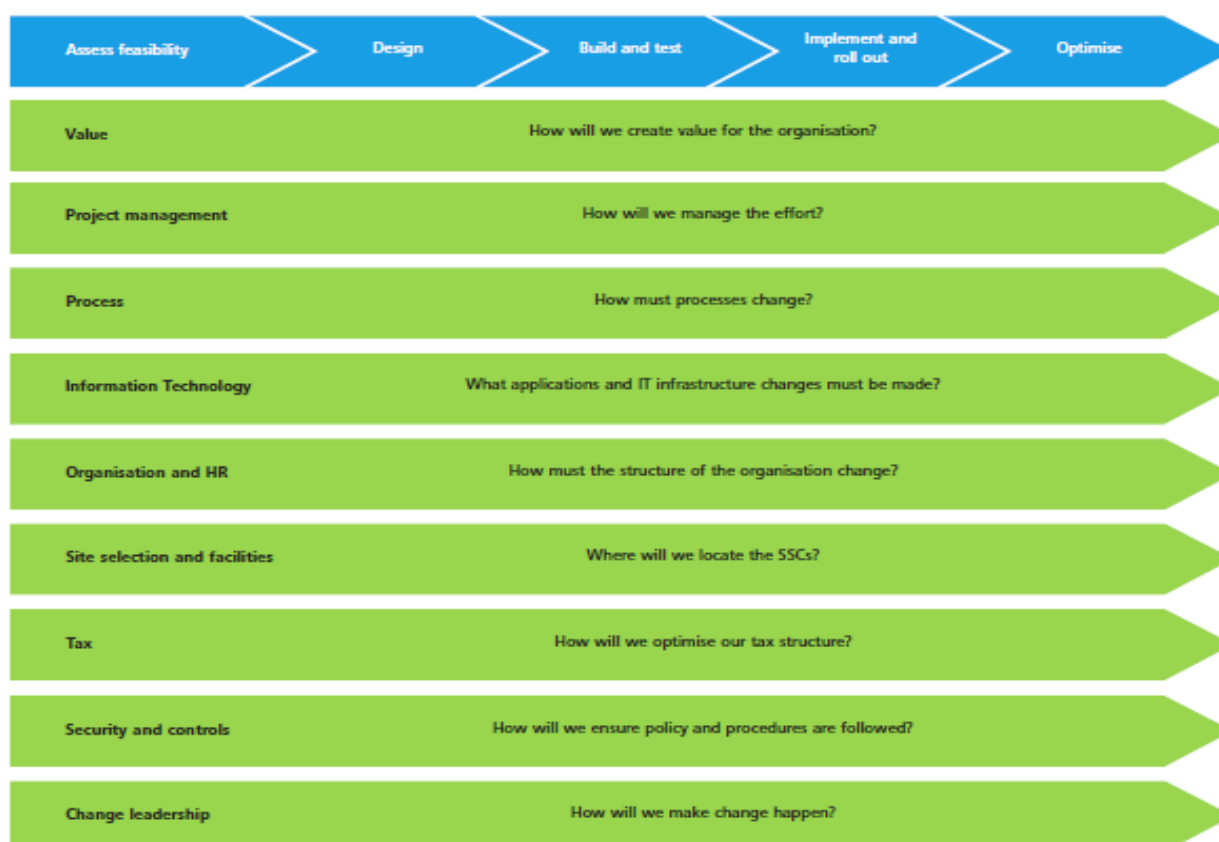 Assess feasibility
Design
Build and test
Implement and
roll out
Optimise
Value
How will we create value for the organisation?
Project management
How will we manage the effort?
Process
How must processes change?
Information Technology
What applications and IT infrastructure changes must be made?
Organisation and HR
How must the structure of the organisation change?
Site selection and facilities
Where will we locate the SSCs?
Tax
How will we optimise our tax structure?
Security and controls
How will we ensure policy and procedures are followed?
Change leadership
How will we make change happen?